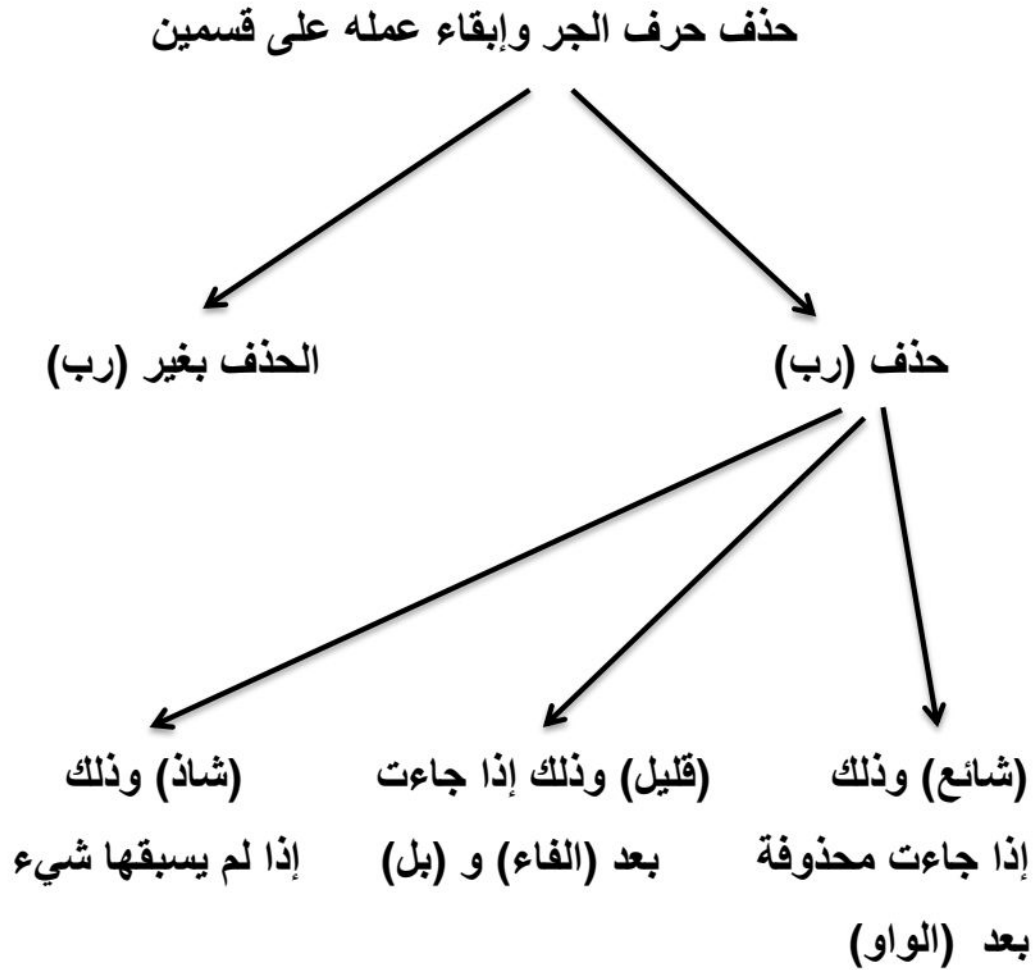 حذف حرف الجر وإبقاء عمله على قسمين
حذف (رب)
الحذف بغير (رب)
(شائع) وذلك
إذا جاءت محذوفة
بعد (الواو)
(قليل) وذلك إذا جاءت
بعد (الفاء) و (بل)
(شاذ) وذلك
إذا لم يسبقها شيء